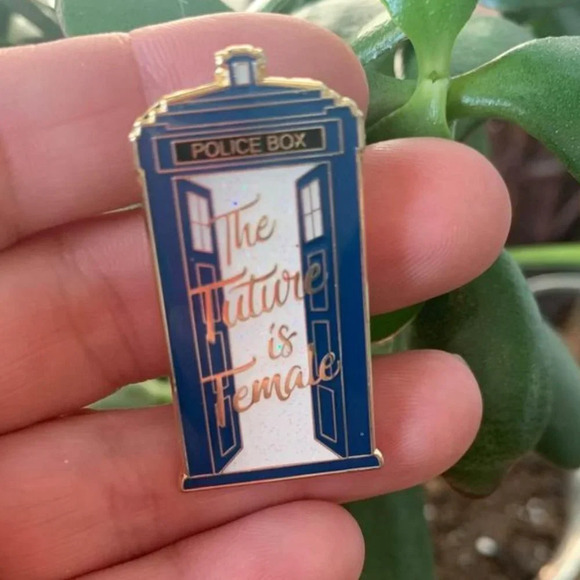 POLICE BOX
The
Future
is
Female